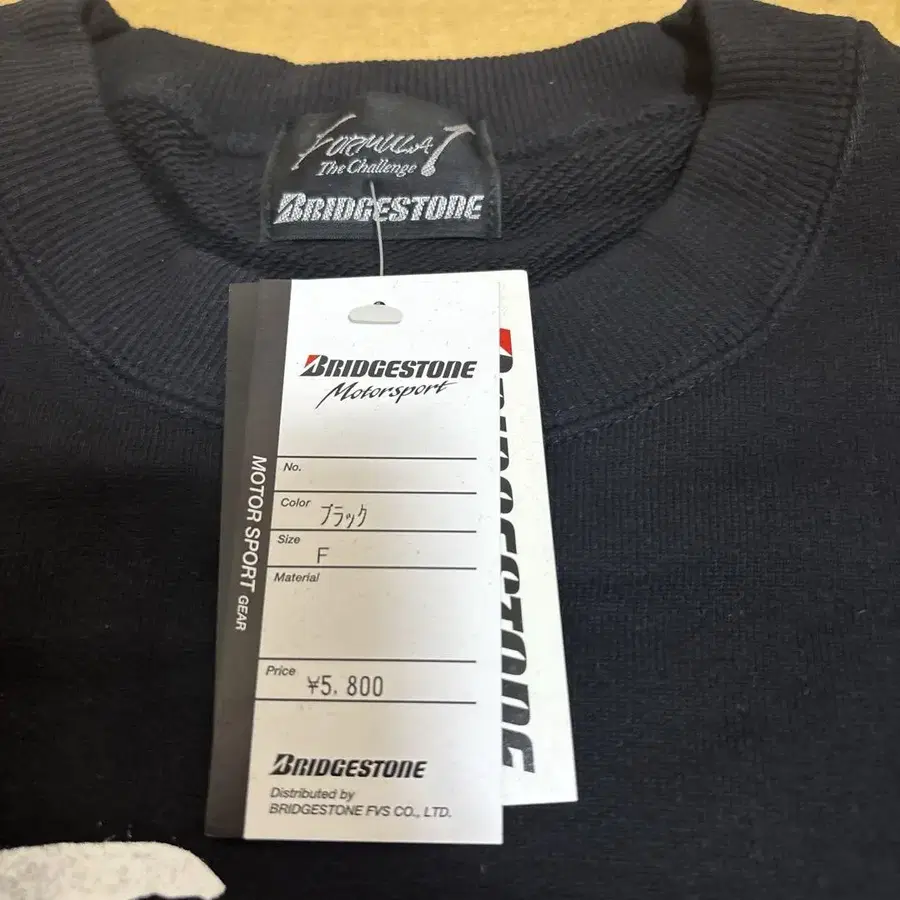 FORMULA 1
The Challenge
BRIDGESTONE
BRIDGESTONE
Motorsport
No.
Color ブラック
Size F
Material
Price ¥5,800
BRIDGESTONE
Distributed by
BRIDGESTONE FVS CO., LTD.
MOTOR SPORT GEAR
BRIDGESTONE